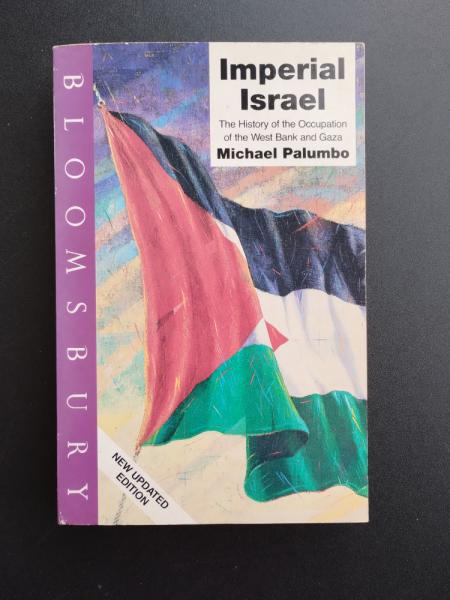 BLOOMSBURY
Imperial
Israel
The History of the Occupation
of the West Bank and Gaza
Michael Palumbo
NEW UPDATED
EDITION